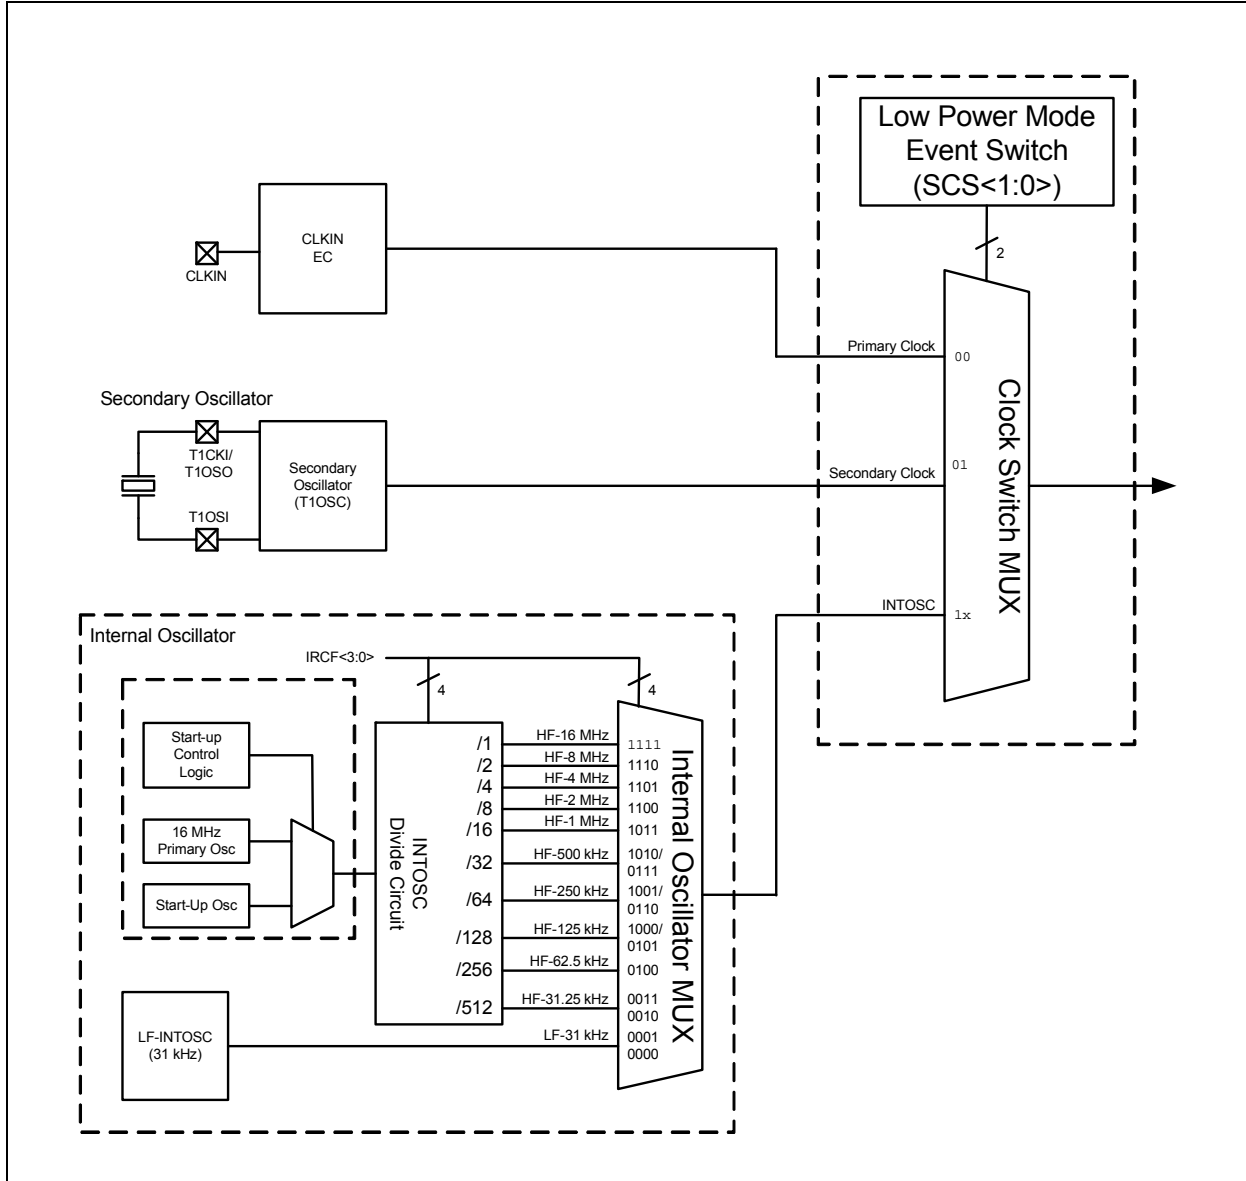 Low Power Mode
Event Switch
(SCS<1:0>)
2
CLKIN
EC
CLKIN
Primary Clock
00
Secondary Oscillator
T1CKI/
T1OSO
T1OSI
Secondary
Oscillator
(T1OSC)
Secondary Clock
01
INTOSC
1x
Clock Switch MUX
Internal Oscillator
IRCF<3:0>
4
4
Start-up
Control
Logic
16 MHz
Primary Osc
Start-Up Osc
INTOSC
Divide Circuit
/1
HF-16 MHz
1111
/2
HF-8 MHz
1110
/4
HF-4 MHz
1101
/8
HF-2 MHz
1100
/16
HF-1 MHz
1011
/32
HF-500 kHz
1010/
0111
/64
HF-250 kHz
1001/
0110
/128
HF-125 kHz
1000/
0101
/256
HF-62.5 kHz
0100
/512
HF-31.25 kHz
0011
0010
LF-31 kHz
0001
0000
Internal Oscillator MUX
LF-INTOSC
(31 kHz)